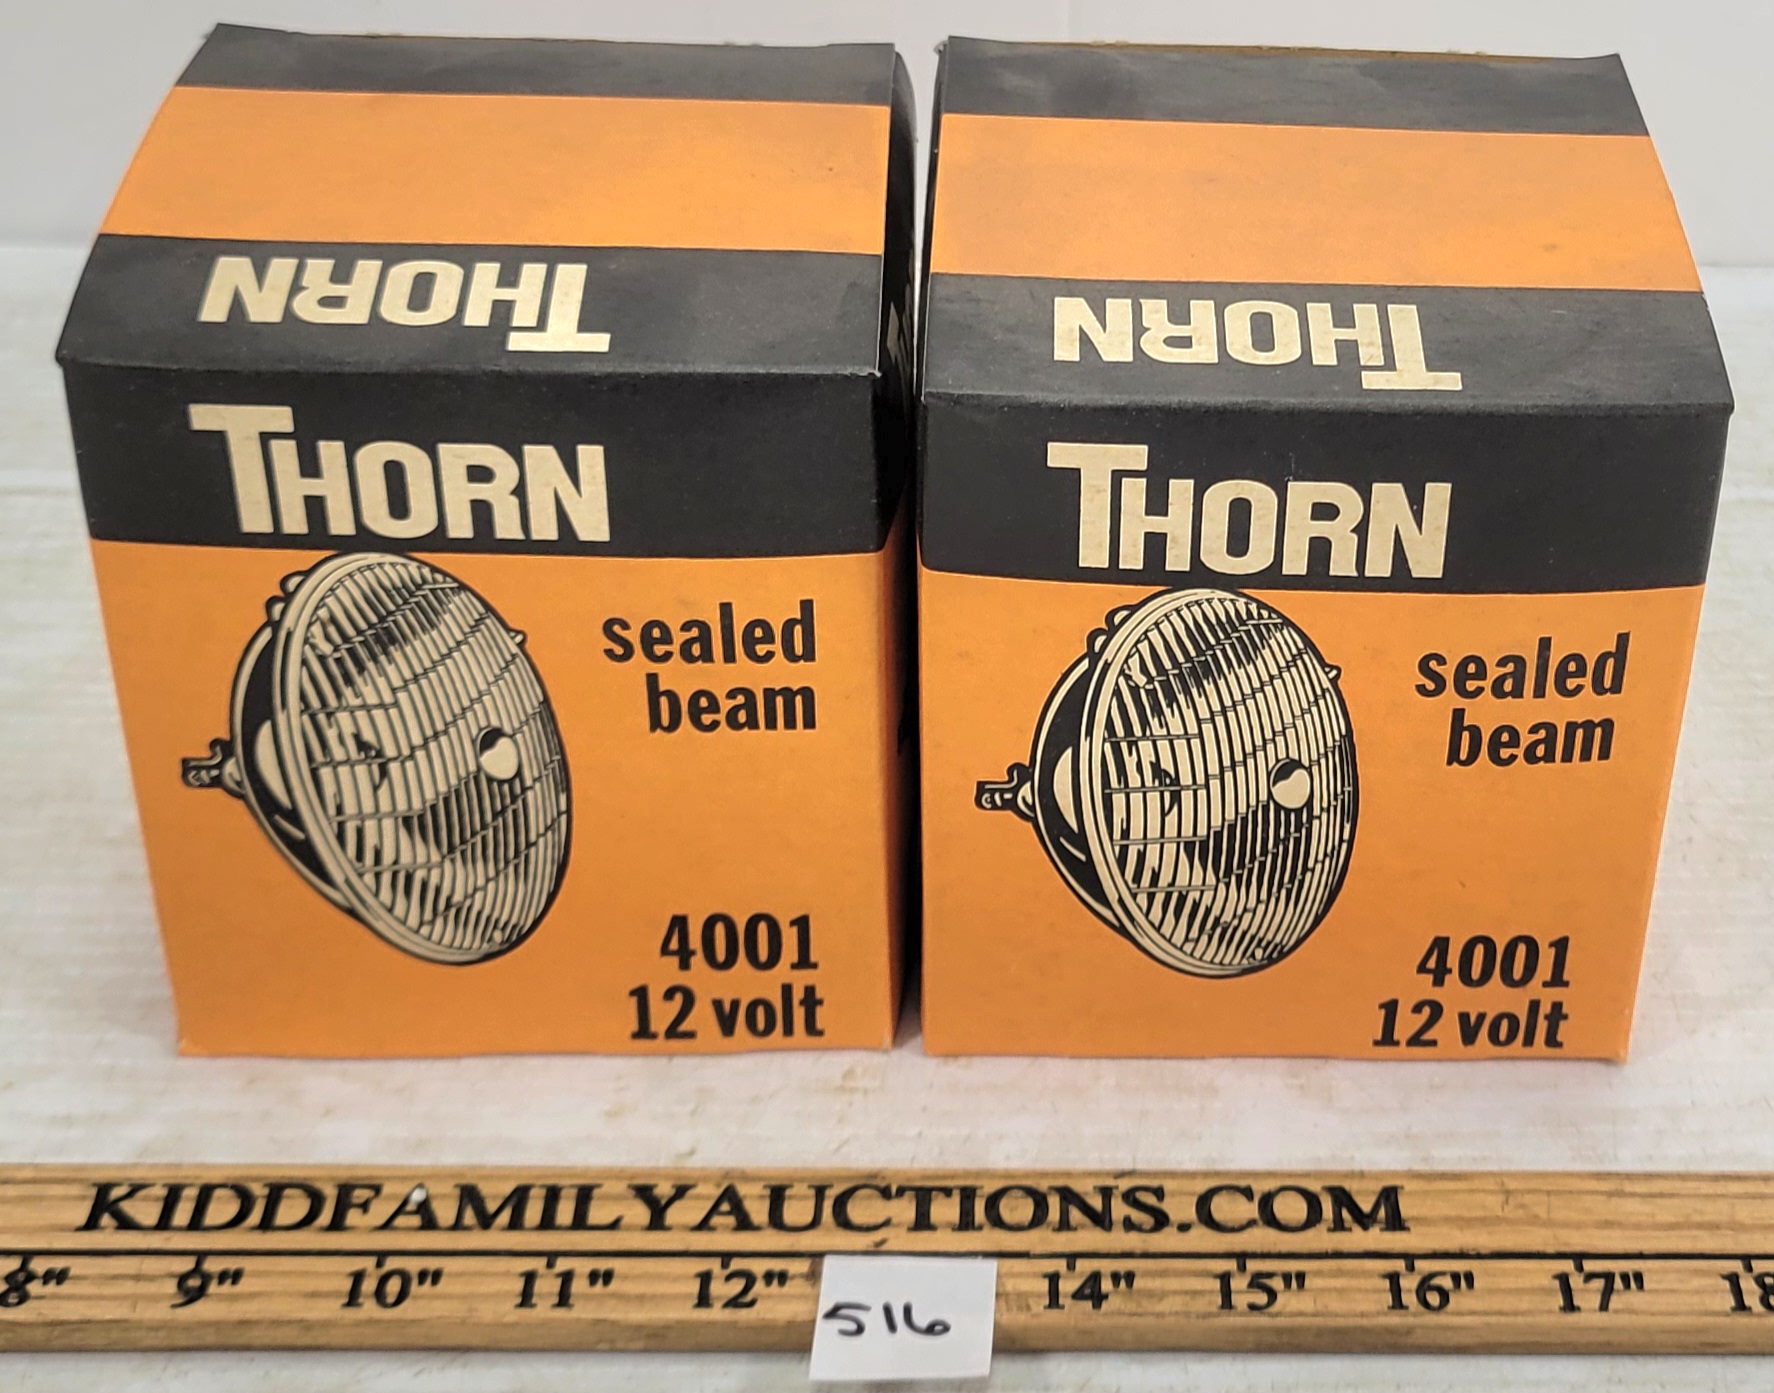 THORN
THORN
sealed
beam
4001
12 volt
THORN
THORN
sealed
beam
4001
12 volt
KIDDFAMILYAUCTIONS.COM
8" 9" 10" 11" 12" 14" 15" 16" 17" 18
516